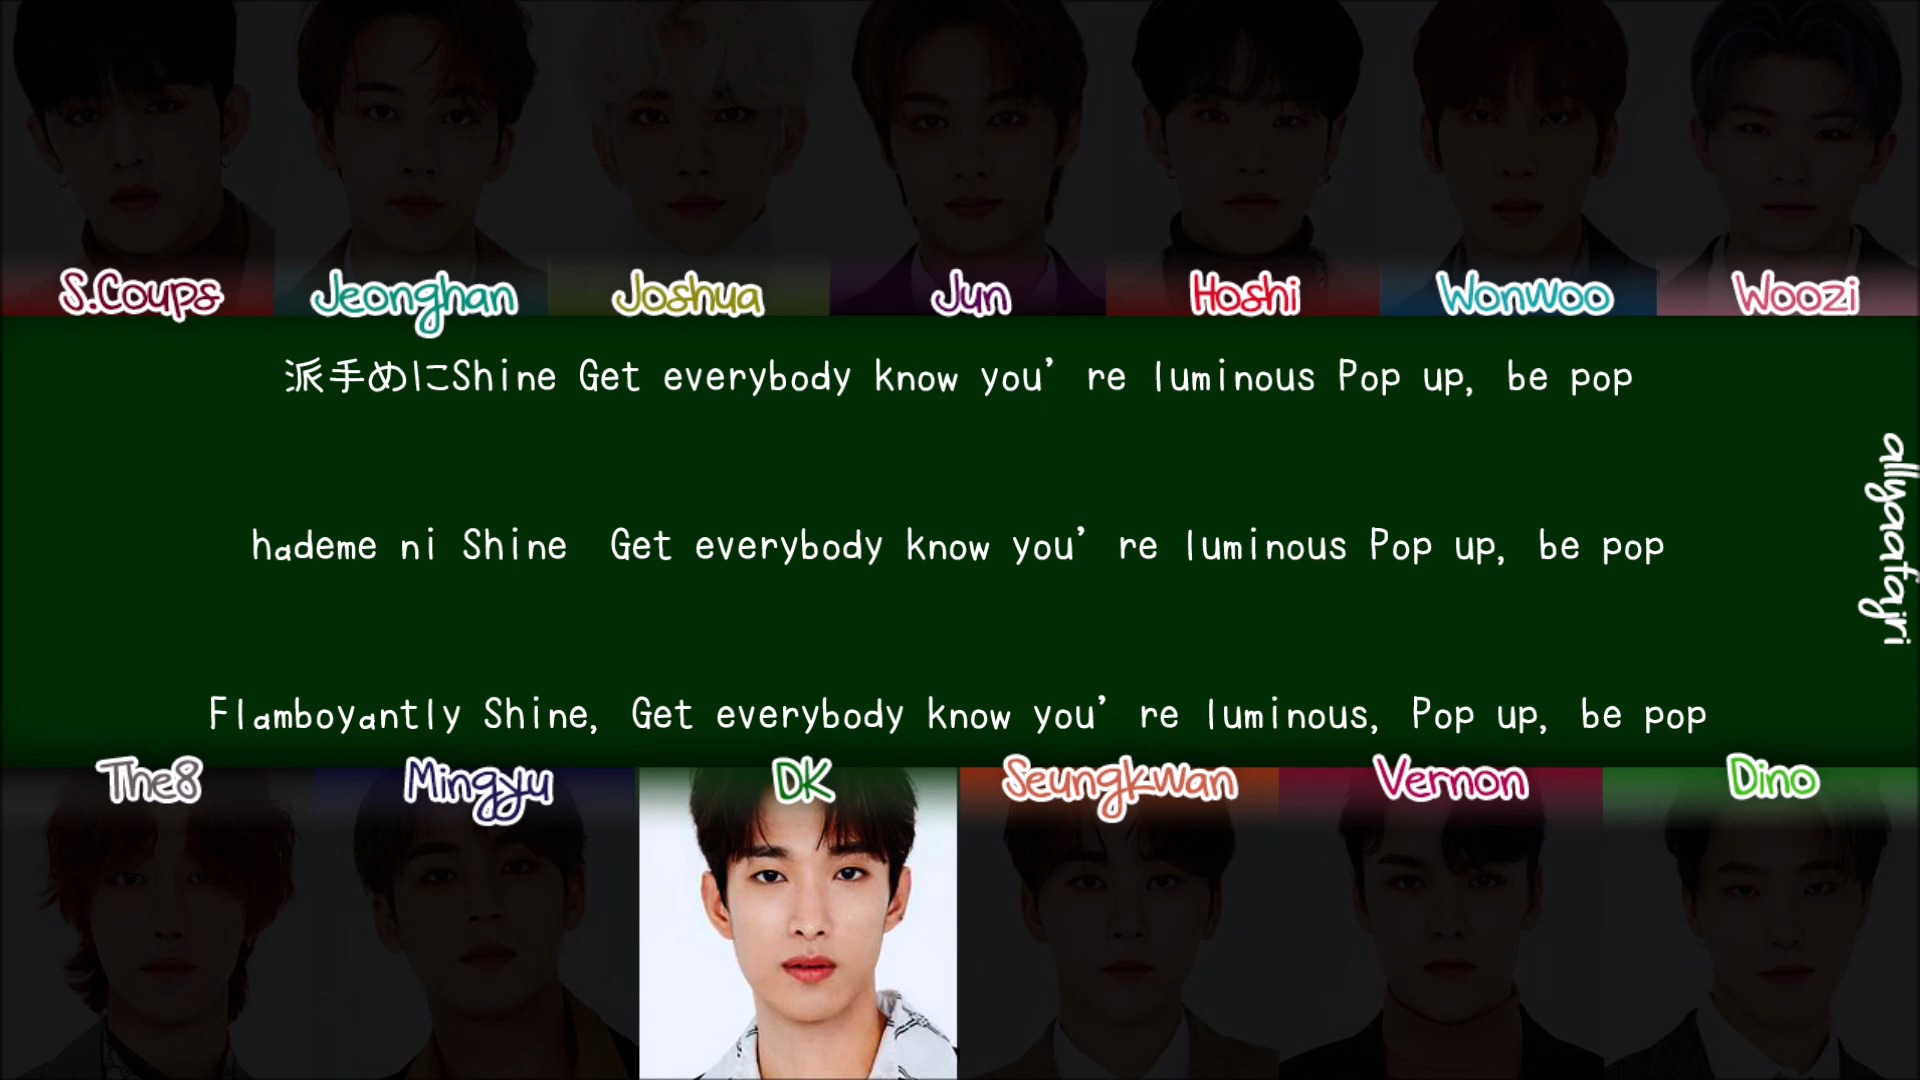 S.Coups Jeonghan Joshua Jun Hoshi Wonwoo Woozi
派手めにShine Get everybody know you’re luminous Pop up, be pop
hademe ni Shine Get everybody know you’re luminous Pop up, be pop
Flamboyantly Shine, Get everybody know you’re luminous, Pop up, be pop
allyaafajri
The8 Mingyu DK Seungkwan Vernon Dino